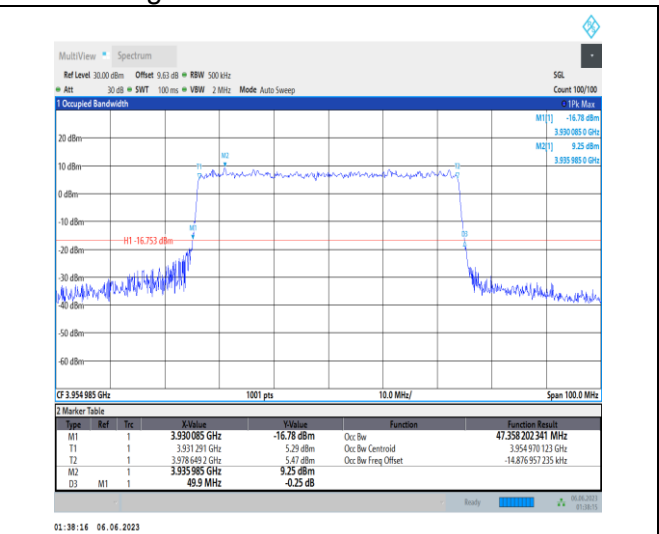 MultiView Spectrum
Ref Level 30.00 dBm Offset 9.63 dB RBW 500 kHz SGL
Att 30 dB SWT 100 ms VBW 2 MHz Mode Auto Sweep Count 100/100
1 Occupied Bandwidth 1Pk Max
M1[1] -16.78 dBm
3.930 085 0 GHz
M2[1] 9.25 dBm
3.935 985 0 GHz
20 dBm
M2
10 dBm
T1 T2
0 dBm
-10 dBm
M1
D3
H1 -16.753 dBm
-20 dBm
-30 dBm
-40 dBm
-50 dBm
-60 dBm
CF 3.954 985 GHz 1001 pts 10.0 MHz/ Span 100.0 MHz
2 Marker Table
Type Ref Trc X-Value Y-Value Function Function Result
M1 1 3.930 085 GHz -16.78 dBm Occ Bw 47.358 202 341 MHz
T1 1 3.931 291 GHz 5.29 dBm Occ Bw Centroid 3.954 970 123 GHz
T2 1 3.978 649 2 GHz 5.47 dBm Occ Bw Freq Offset -14.876 957 235 kHz
M2 1 3.935 985 GHz 9.25 dBm
D3 M1 1 49.9 MHz -0.25 dB
Ready 06.06.2023
01:38:15
01:38:16 06.06.2023